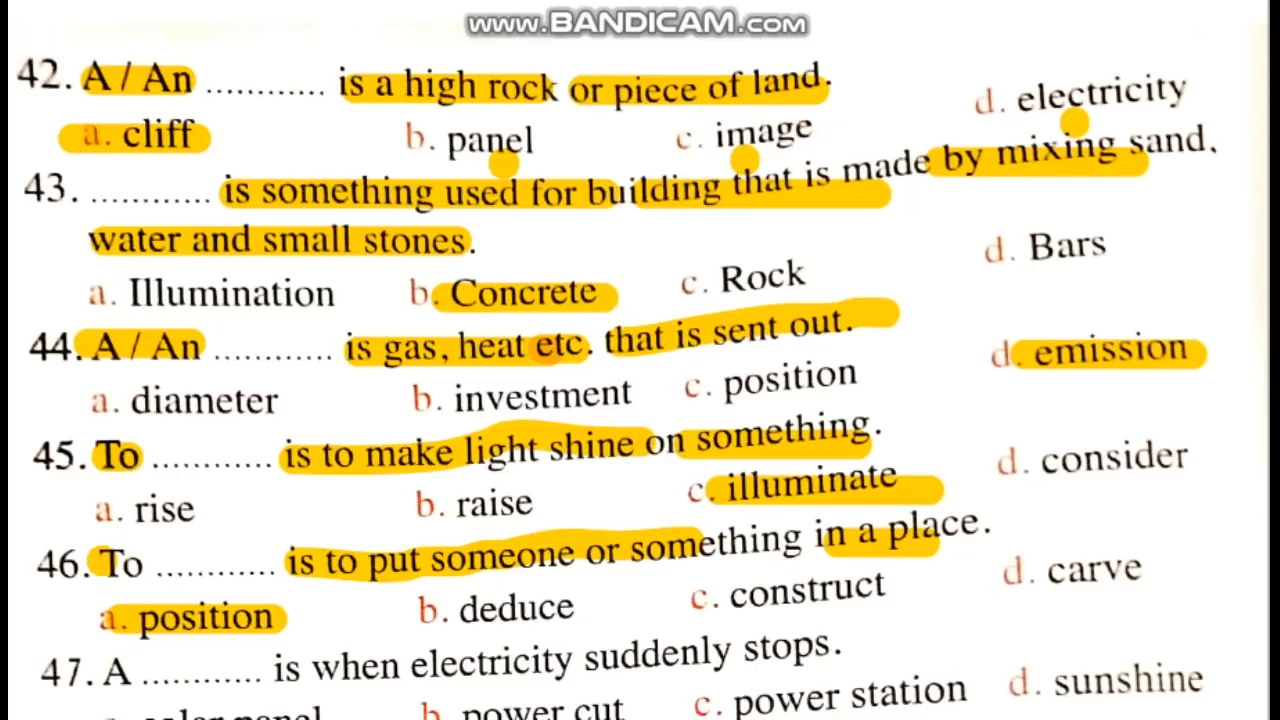 www.BANDICAM.com
42. A / An ............ is a high rock or piece of land.
a. cliff b. panel c. image d. electricity
43. ............ is something used for building that is made by mixing sand,
water and small stones.
a. Illumination b. Concrete c. Rock d. Bars
44. A / An ............ is gas, heat etc. that is sent out.
a. diameter b. investment c. position d. emission
45. To ............ is to make light shine on something.
a. rise b. raise c. illuminate d. consider
46. To ............ is to put someone or something in a place.
a. position b. deduce c. construct d. carve
47. A ............ is when electricity suddenly stops.
solar panel b. power cut c. power station d. sunshine